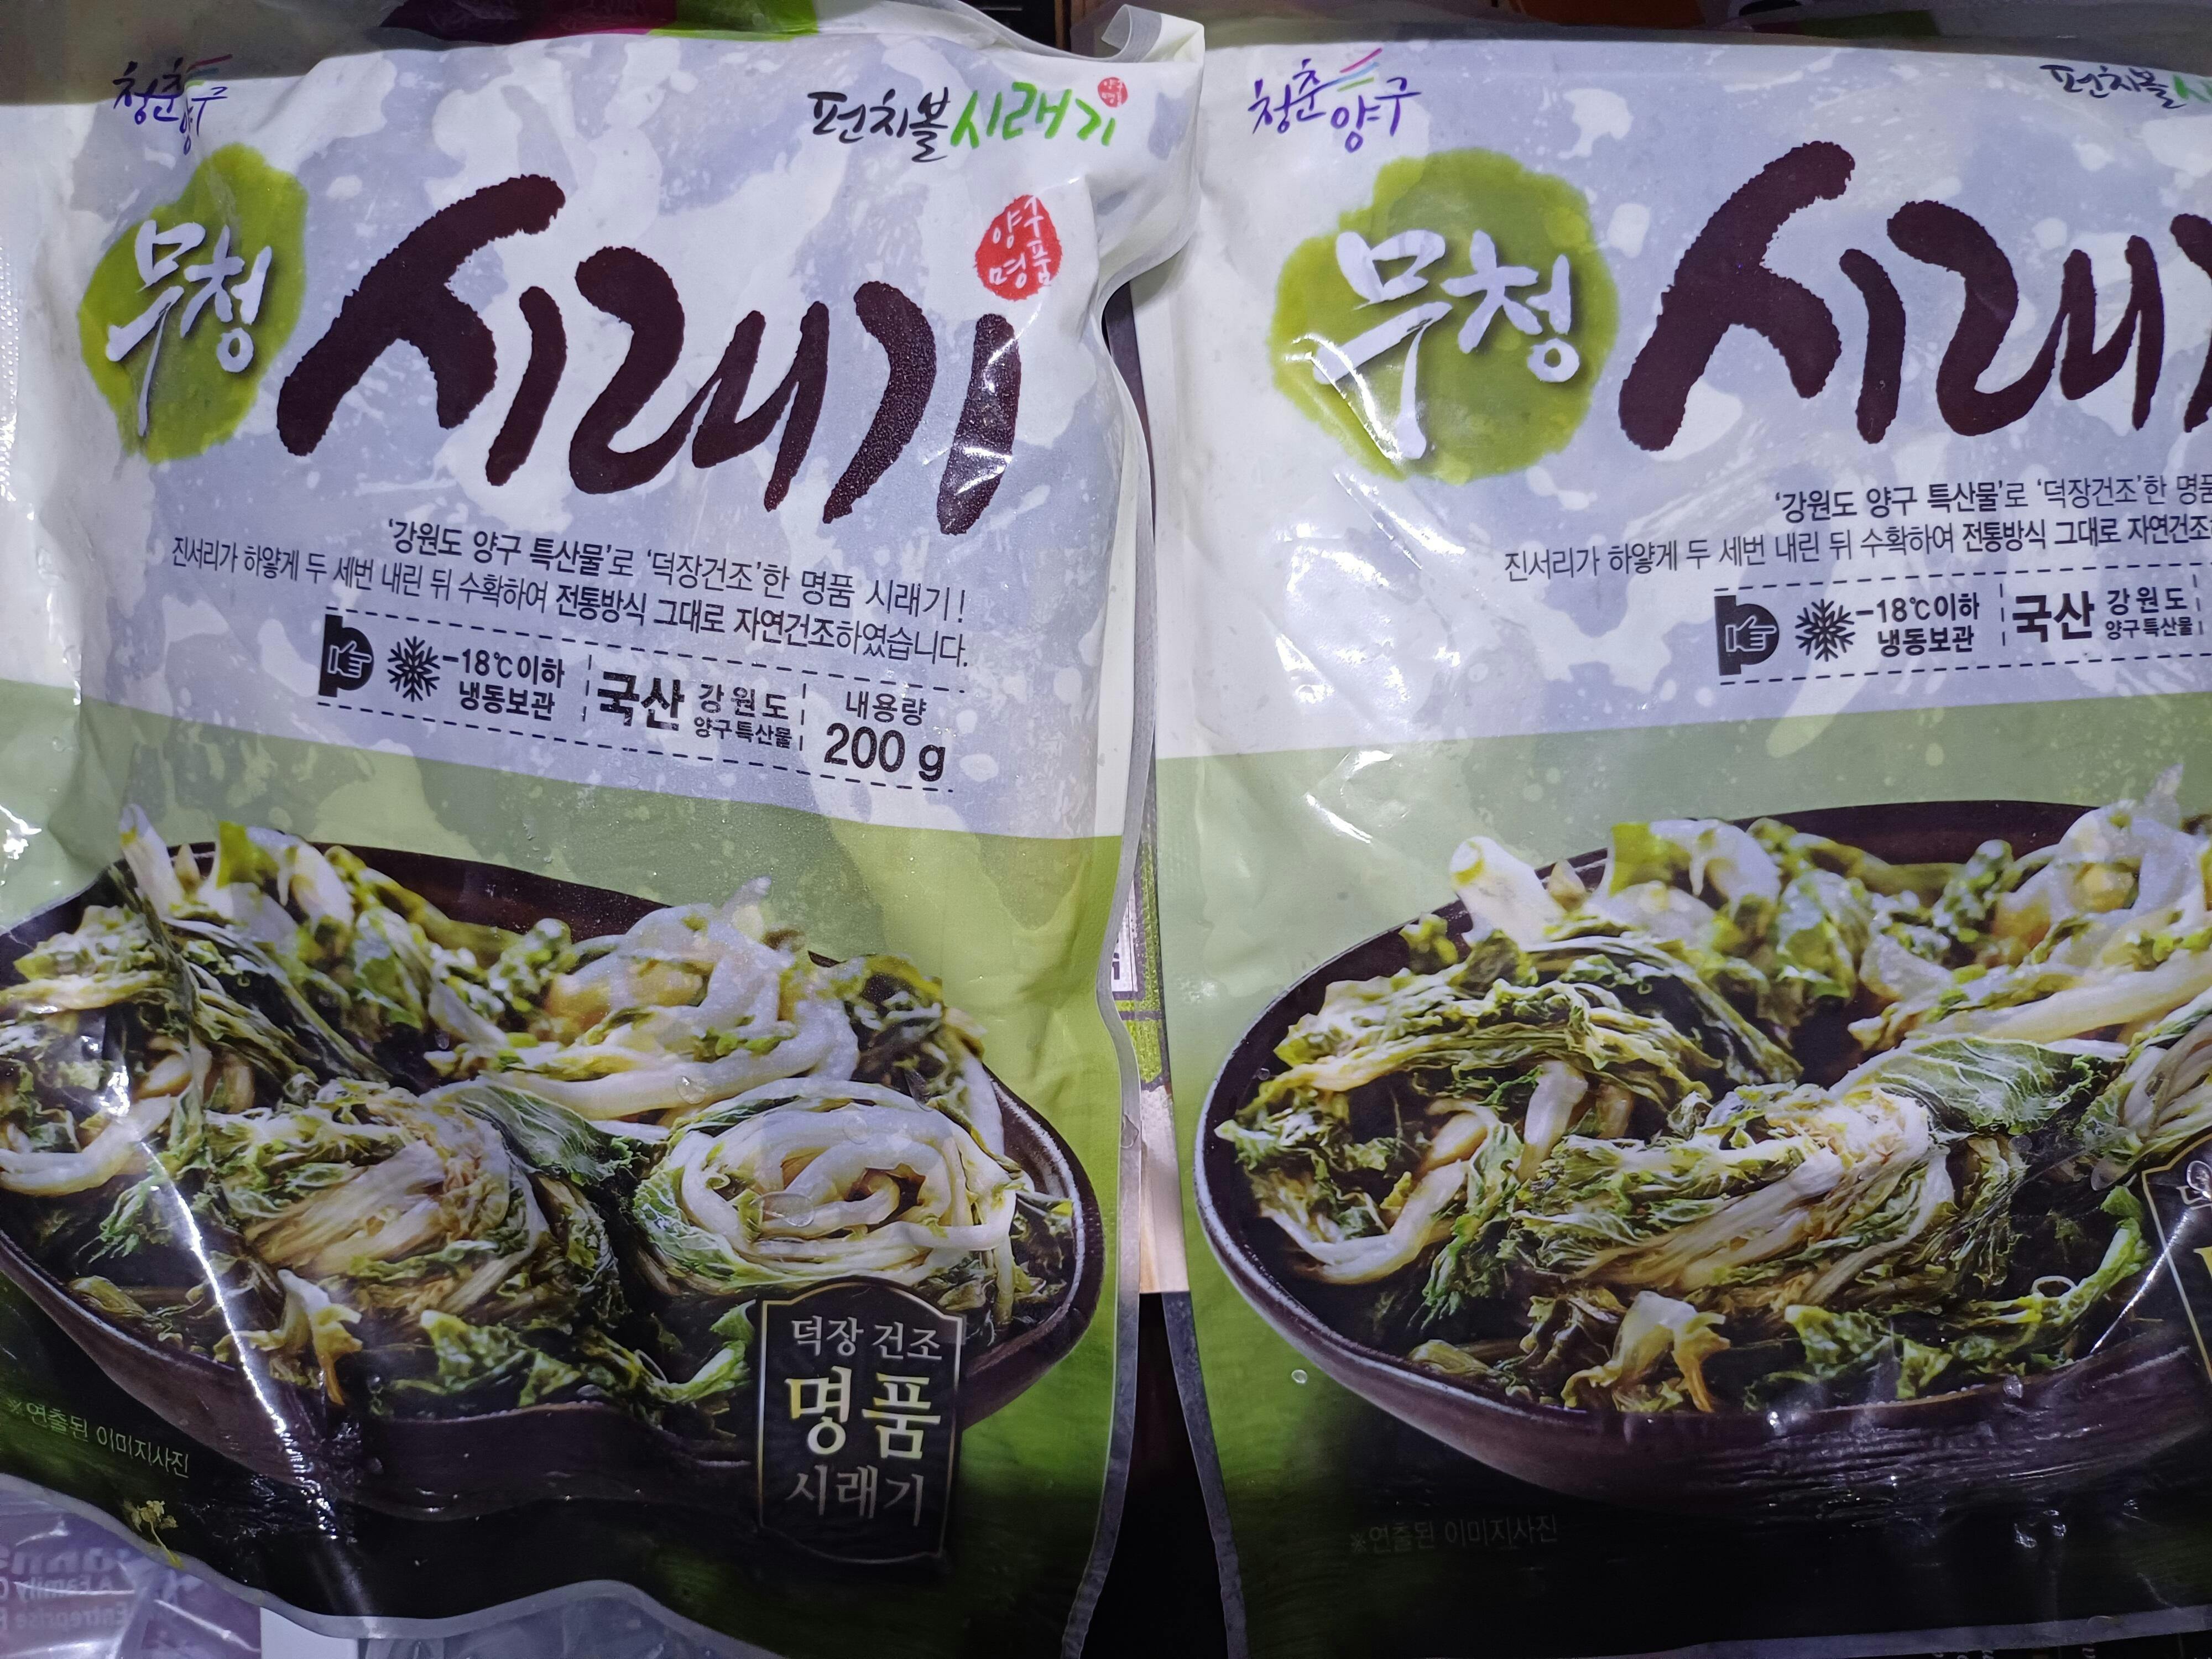 청춘양구
펀치볼 시래기
양구
명품
무청
시래기
'강원도 양구 특산물'로 '덕장건조'한 명품 시래기!
진서리가 하얗게 두 세번 내린 뒤 수확하여 전통방식 그대로 자연건조하였습니다.
-18℃이하
냉동보관
국산
강원도
양구특산물
내용량
200 g
덕장 건조
명품
시래기
※연출된 이미지사진
청춘양구
펀치볼
무청
시래
'강원도 양구 특산물'로 '덕장건조'한 명품
진서리가 하얗게 두 세번 내린 뒤 수확하여 전통방식 그대로 자연건조
-18℃이하
냉동보관
국산
강원도
양구특산물
※연출된 이미지사진